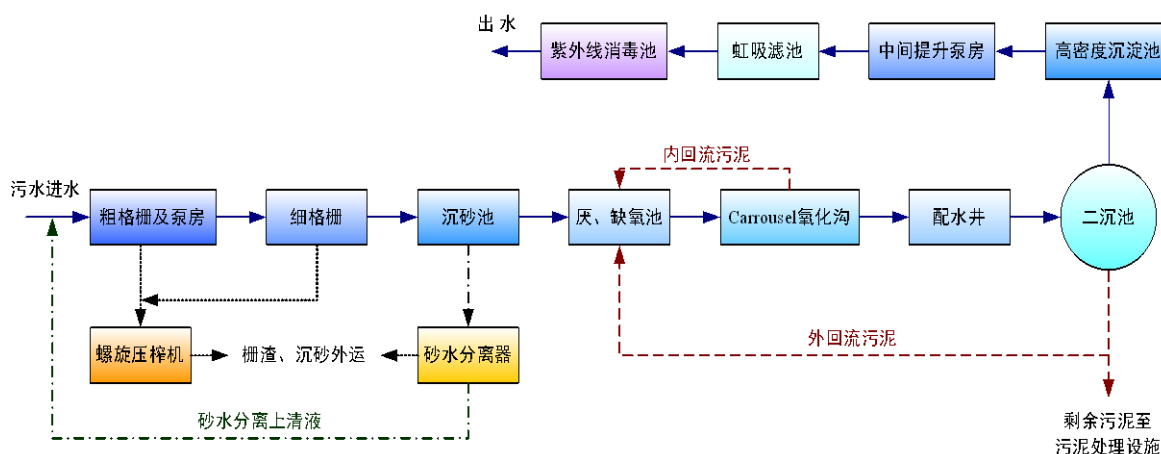 出水
紫外线消毒池
虹吸滤池
中间提升泵房
高密度沉淀池
内回流污泥
污水进水
粗格栅及泵房
细格栅
沉砂池
厌、缺氧池
Carrousel氧化沟
配水井
二沉池
螺旋压榨机
栅渣、沉砂外运
砂水分离器
外回流污泥
砂水分离上清液
剩余污泥至
污泥处理设施